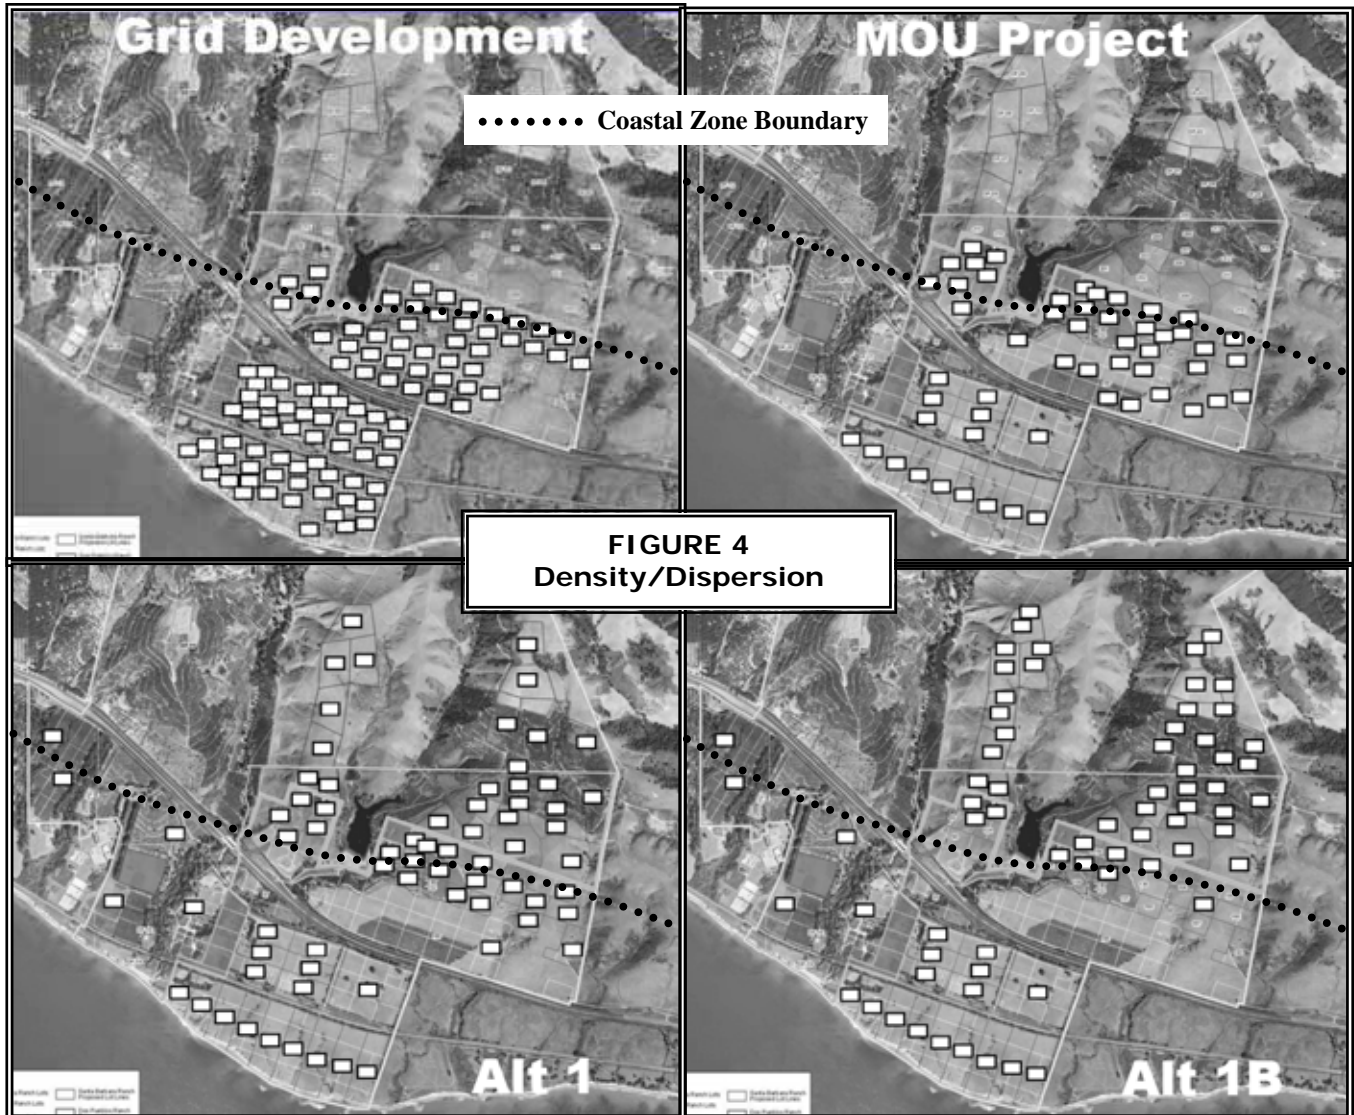 Grid Development
MOU Project
Coastal Zone Boundary
FIGURE 4
Density/Dispersion
Alt 1
Alt 1B